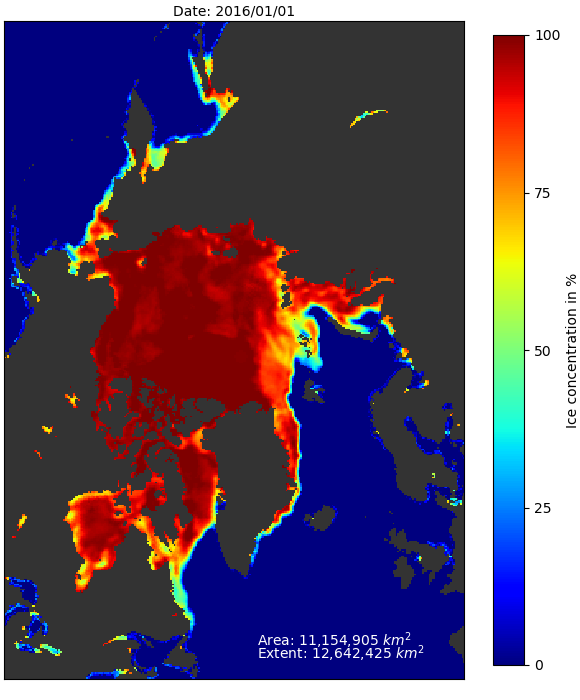 Date: 2016/01/01
100
75
50
25
0
Ice concentration in %
Area: 11,154,905 km²
Extent: 12,642,425 km²